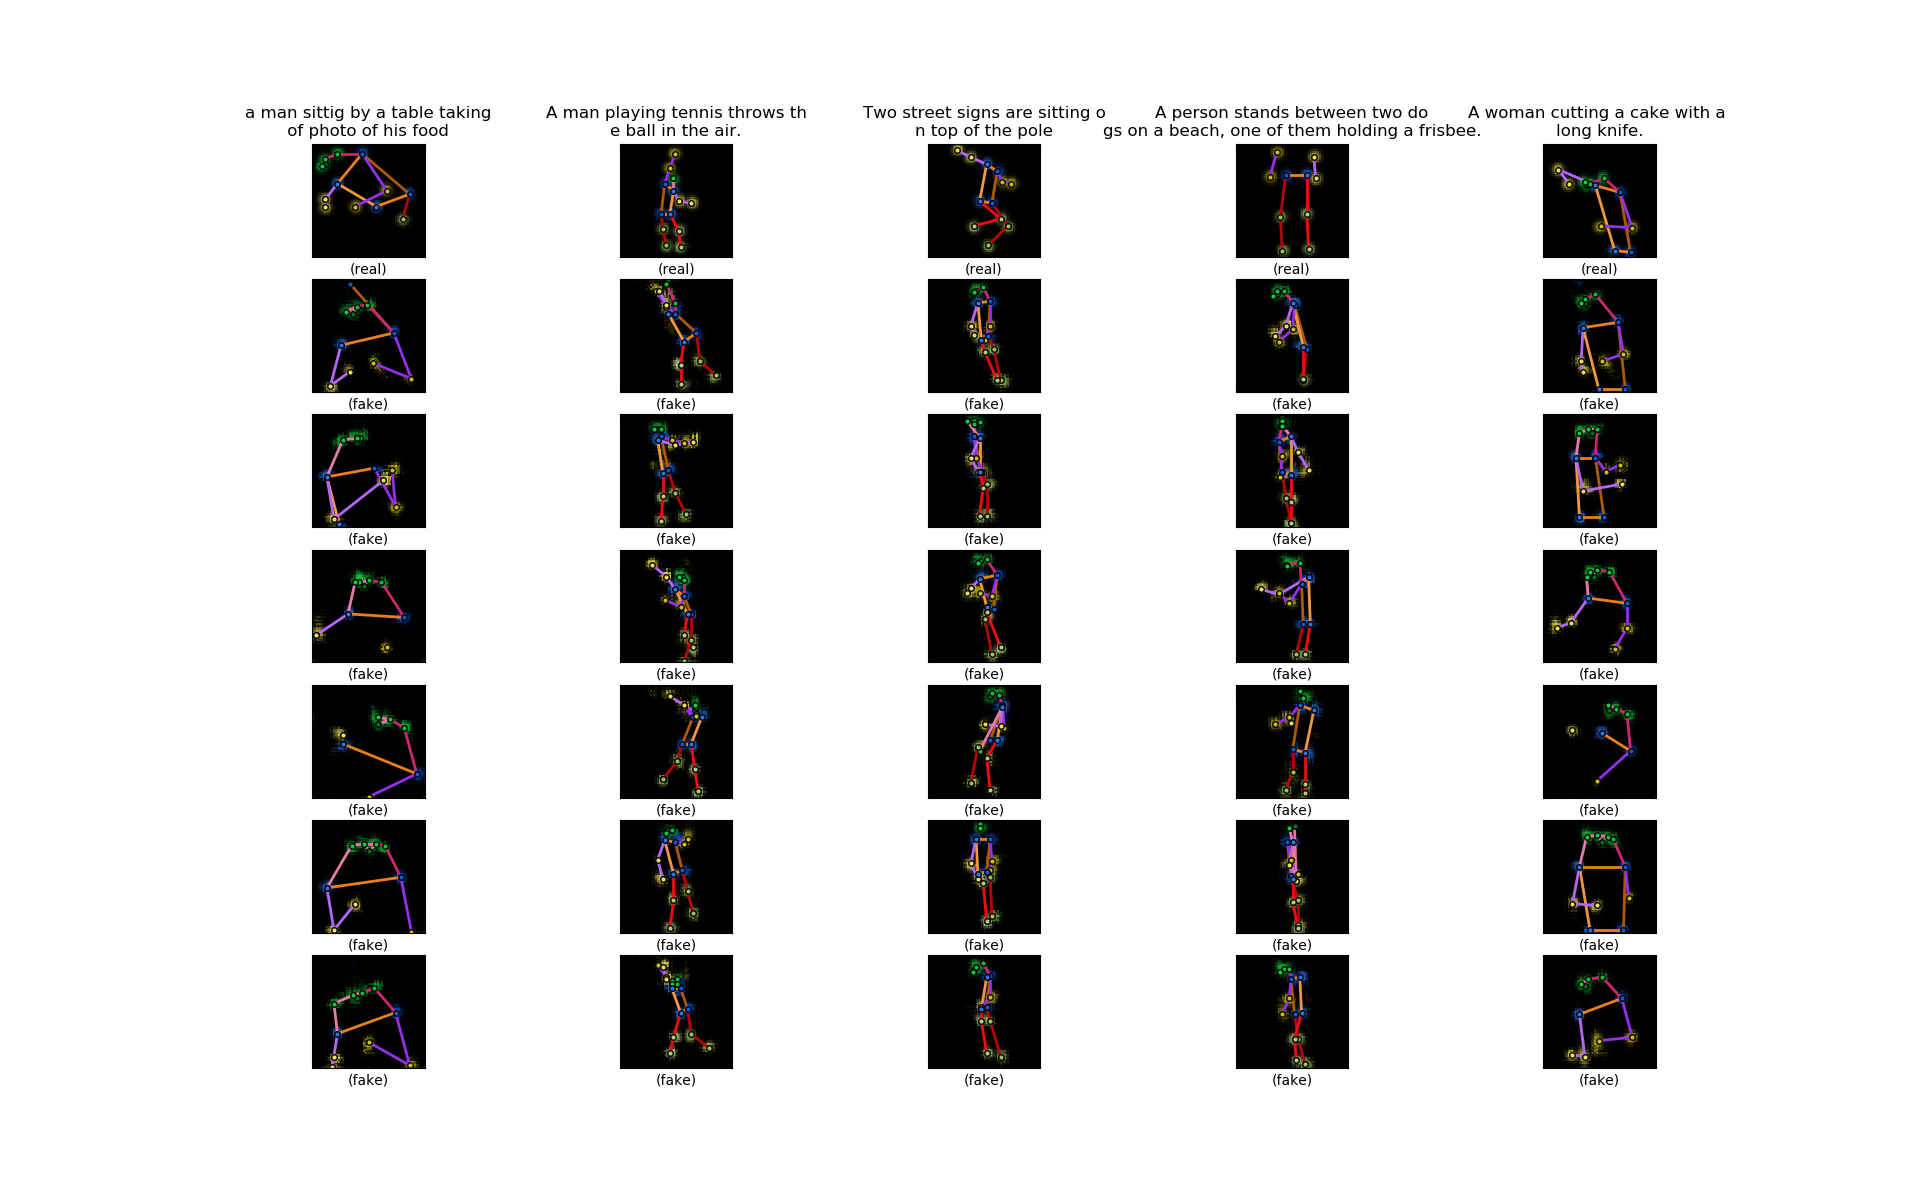 a man sittig by a table taking
of photo of his food
A man playing tennis throws th
e ball in the air.
Two street signs are sitting o
n top of the pole
A person stands between two do
gs on a beach, one of them holding a frisbee.
A woman cutting a cake with a
long knife.
(real) (real) (real) (real) (real)
(fake) (fake) (fake) (fake) (fake)
(fake) (fake) (fake) (fake) (fake)
(fake) (fake) (fake) (fake) (fake)
(fake) (fake) (fake) (fake) (fake)
(fake) (fake) (fake) (fake) (fake)
(fake) (fake) (fake) (fake) (fake)